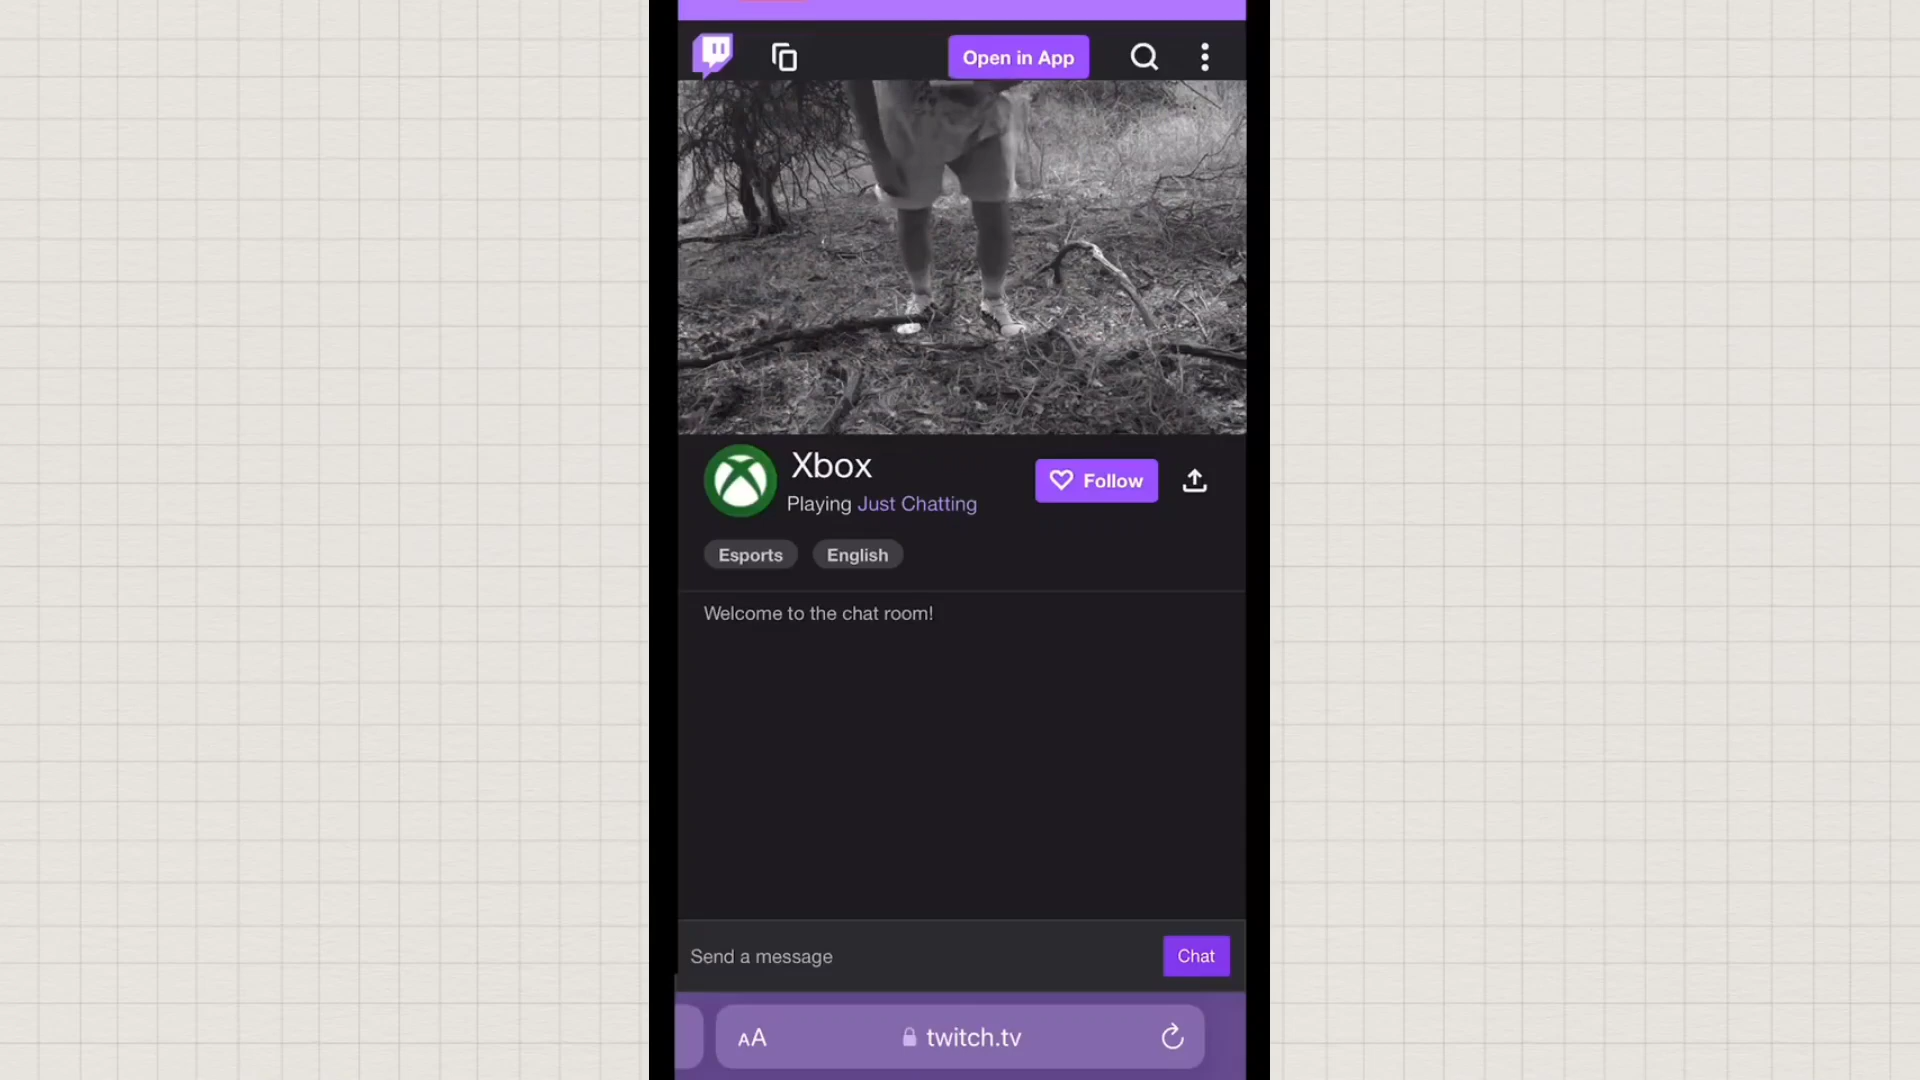 Open in App
Xbox
Playing Just Chatting
Follow
Esports
English
Welcome to the chat room!
Send a message
Chat
AA
twitch.tv